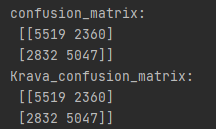 confusion_matrix:
[[5519 2360]
[2832 5047]]
Krava_confusion_matrix:
[[5519 2360]
[2832 5047]]